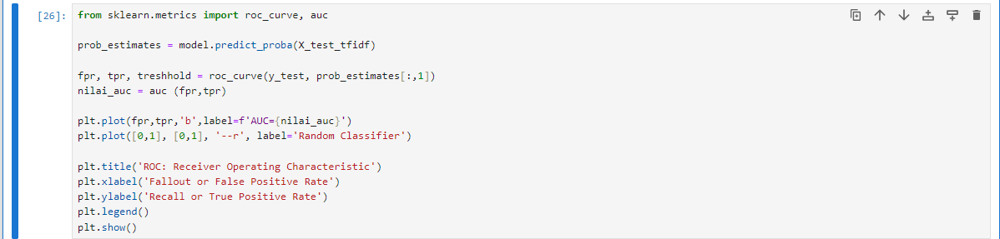 [26]: from sklearn.metrics import roc_curve, auc
prob_estimates = model.predict_proba(X_test_tfidf)
fpr, tpr, treshhold = roc_curve(y_test, prob_estimates[:,1])
nilai_auc = auc (fpr,tpr)
plt.plot(fpr,tpr,'b',label=f'AUC={nilai_auc}')
plt.plot([0,1], [0,1], '--r', label='Random Classifier')
plt.title('ROC: Receiver Operating Characteristic')
plt.xlabel('Fallout or False Positive Rate')
plt.ylabel('Recall or True Positive Rate')
plt.legend()
plt.show()